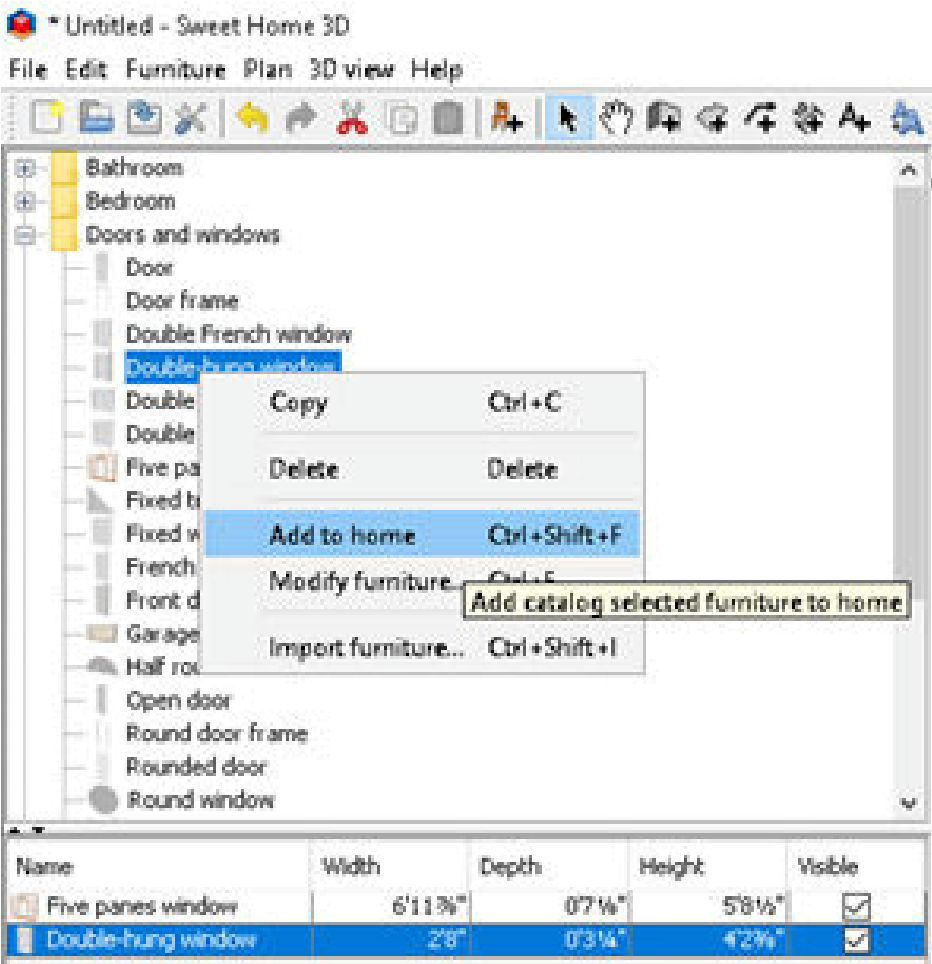 * Untitled - Sweet Home 3D
File Edit Furniture Plan 3D view Help
Bathroom
Bedroom
Doors and windows
Door
Door frame
Double French window
Double-hung window
Double
Double
Five pa
Fixed t
Fixed w
French
Front d
Garage
Half rou
Open door
Round door frame
Rounded door
Round window
Copy Ctrl+C
Delete Delete
Add to home Ctrl+Shift+F
Modify furniture...
Add catalog selected furniture to home
Import furniture... Ctrl+Shift+I
Name Width Depth Height Visible
Five panes window 6'11⅜" 0'7⅛" 5'8½"
Double-hung window 2'8" 0'3¼" 4'2⅜"